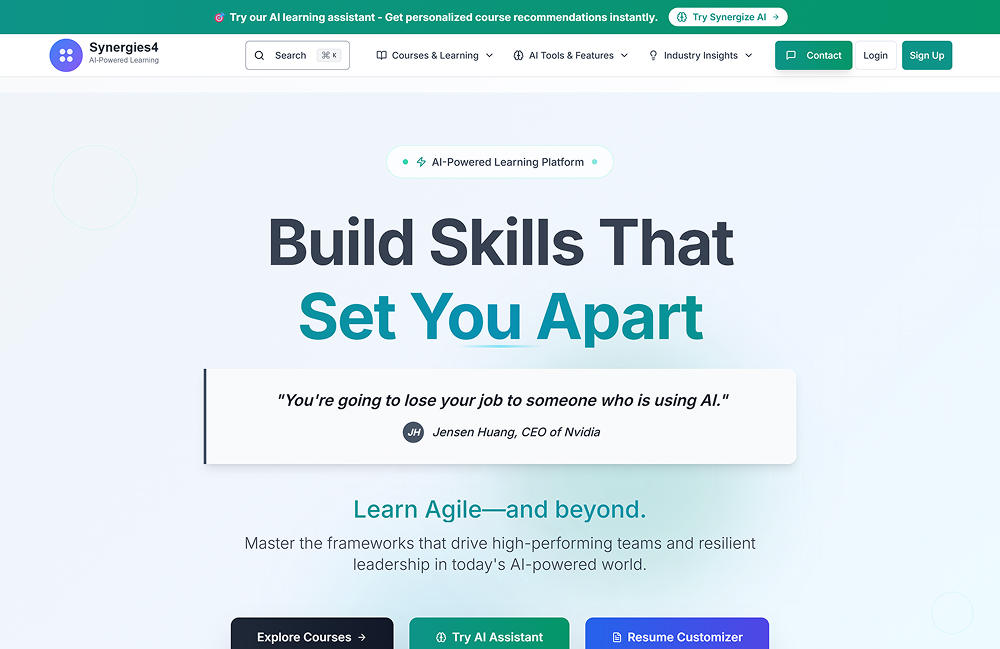 Try our AI learning assistant - Get personalized course recommendations instantly. Try Synergize AI →
Synergies4
AI-Powered Learning
Search ⌘ K Courses & Learning AI Tools & Features Industry Insights Contact Login Sign Up
AI-Powered Learning Platform
Build Skills That
Set You Apart
"You're going to lose your job to someone who is using AI."
JH Jensen Huang, CEO of Nvidia
Learn Agile—and beyond.
Master the frameworks that drive high-performing teams and resilient
leadership in today's AI-powered world.
Explore Courses → Try AI Assistant Resume Customizer